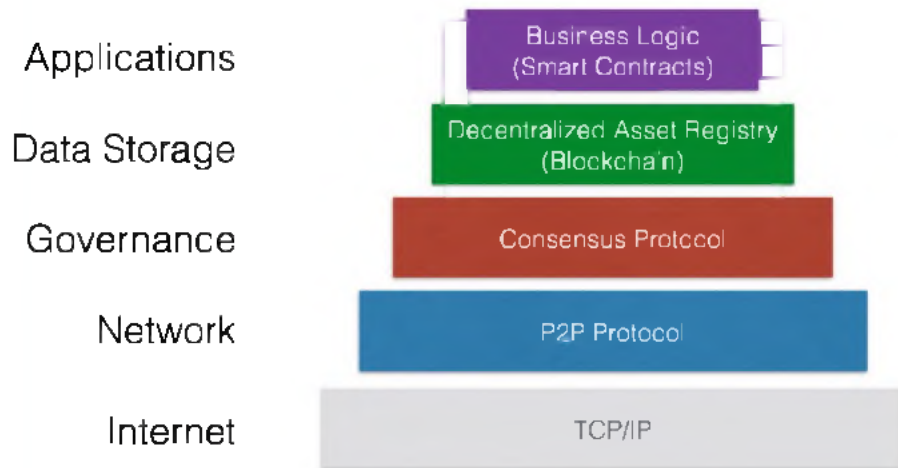 Applications
Business Logic
(Smart Contracts)
Data Storage
Decentralized Asset Registry
(Blockchain)
Governance
Consensus Protocol
Network
P2P Protocol
Internet
TCP/IP